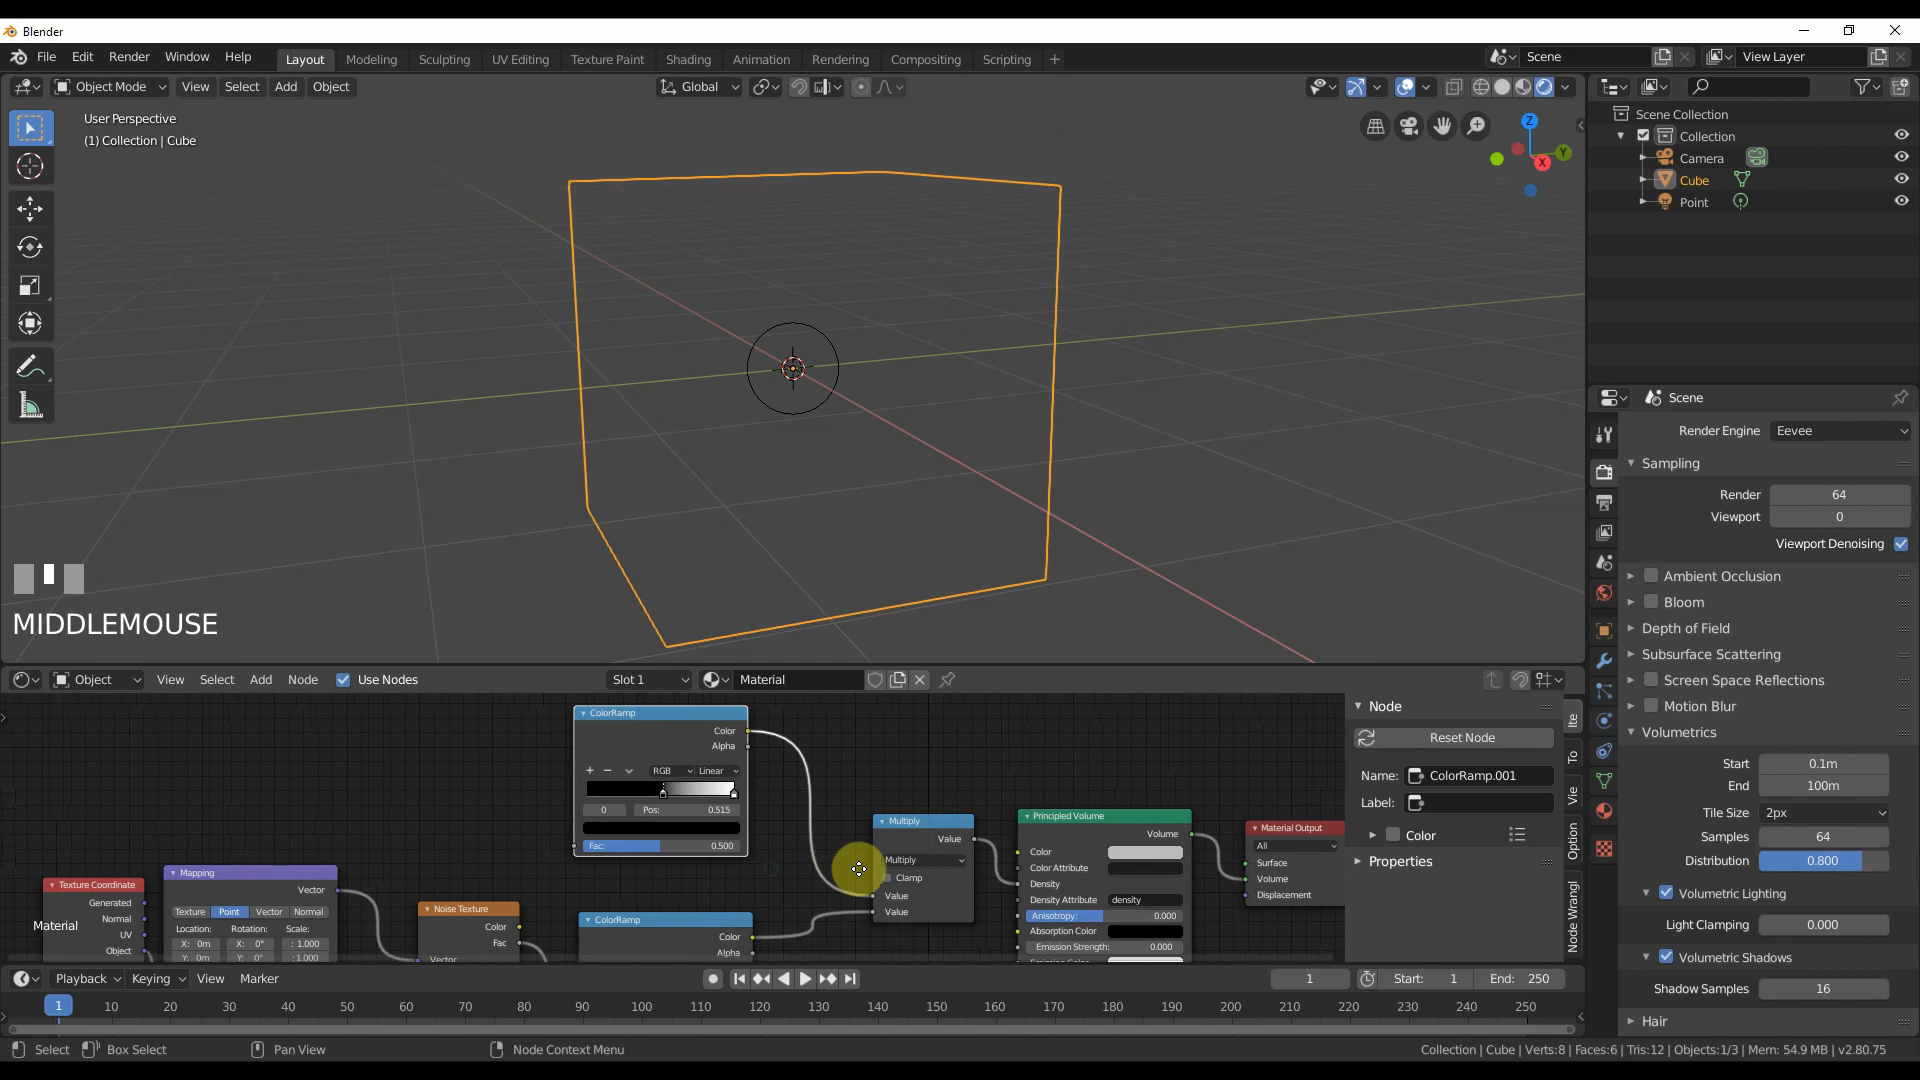 Blender
File Edit Render Window Help Layout Modeling Sculpting UV Editing Texture Paint Shading Animation Rendering Compositing Scripting + Scene View Layer
Object Mode View Select Add Object Global
User Perspective
(1) Collection | Cube
Z
Y
X
Scene Collection
Collection
Camera
Cube
Point
Scene
Render Engine Eevee
Sampling
Render 64
Viewport 0
Viewport Denoising
Ambient Occlusion
Bloom
Depth of Field
Subsurface Scattering
Screen Space Reflections
Motion Blur
Volumetrics
Start 0.1m
End 100m
Tile Size 2px
Samples 64
Distribution 0.800
Volumetric Lighting
Light Clamping 0.000
Volumetric Shadows
Shadow Samples 16
Hair
MIDDLEMOUSE
Object View Select Add Node Use Nodes Slot 1 Material
ColorRamp
Color
Alpha
+ − RGB Linear
0 Pos: 0.515
Fac: 0.500
Multiply
Value
Multiply
Clamp
Value
Value
Principled Volume
Volume
Color
Color Attribute
Density
Density Attribute density
Anisotropy: 0.000
Absorption Color
Emission Strength: 0.000
Material Output
All
Surface
Volume
Displacement
Texture Coordinate
Generated
Normal
UV
Object
Material
Mapping
Vector
Texture Point Vector Normal
Location: Rotation: Scale:
X: 0m X: 0° : 1.000
Y: 0m Y: 0° : 1.000
Noise Texture
Color
Fac
Vector
ColorRamp
Color
Alpha
Node
Reset Node
Name: ColorRamp.001
Label:
Color
Properties
Ite
To
Vie
Option
Node Wrangl
Playback Keying View Marker 1 Start: 1 End: 250
1 10 20 30 40 50 60 70 80 90 100 110 120 130 140 150 160 170 180 190 200 210 220 230 240 250
Select Box Select Pan View Node Context Menu Collection | Cube | Verts:8 | Faces:6 | Tris:12 | Objects:1/3 | Mem: 54.9 MB | v2.80.75